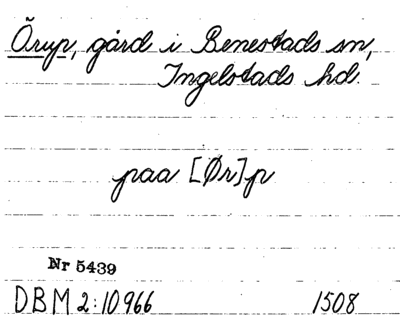 Örup, gård i Benestads sn,
Ingelstads hd.
paa [Ør]p
Nr 5439
DBM 2:10966 1508